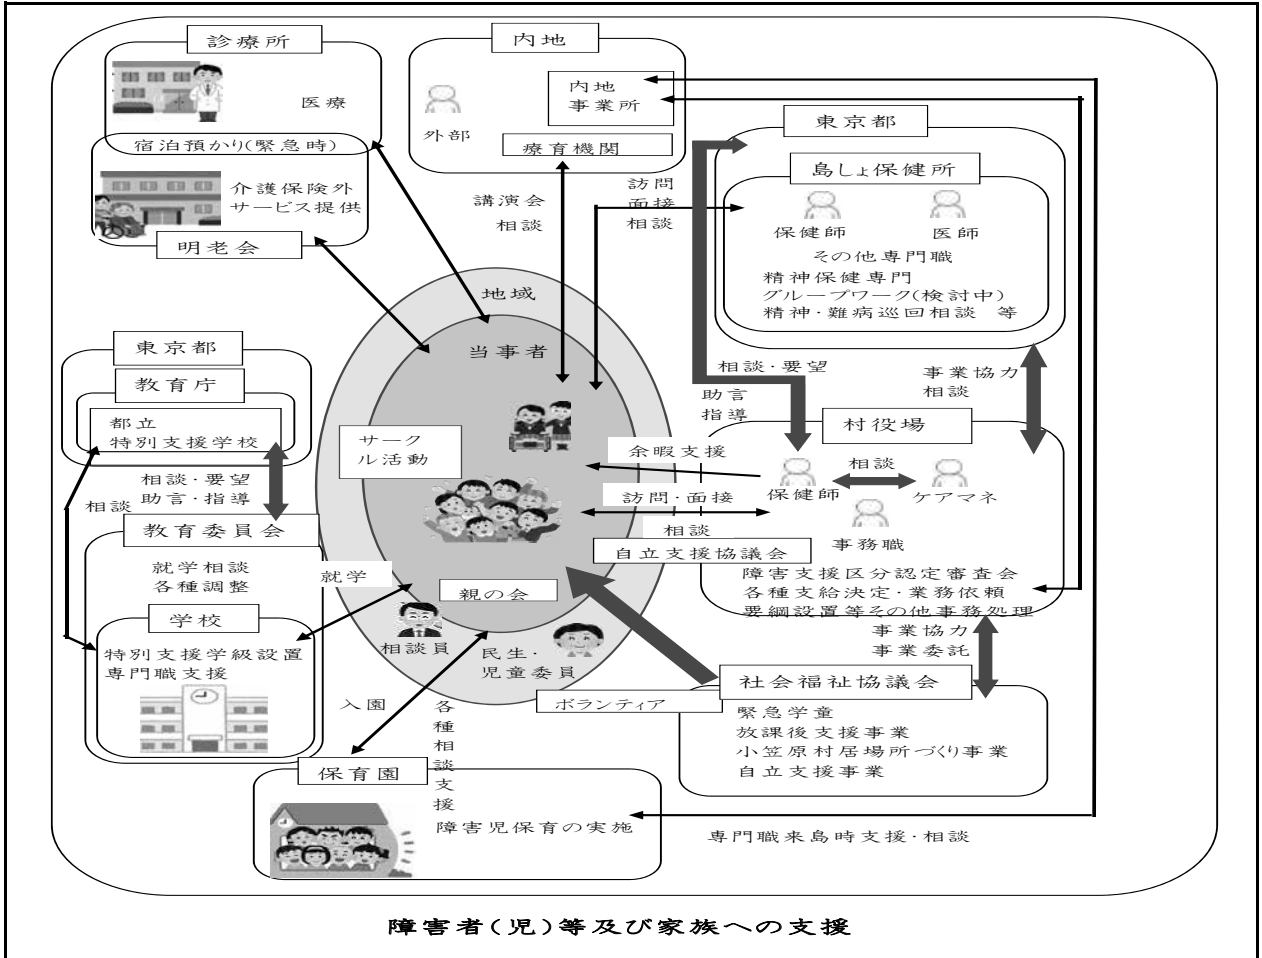 診療所
医療
宿泊預かり(緊急時)
介護保険外
サービス提供
明老会
内地
内地
事業所
外部
療育機関
講演会
相談
訪問
面接
相談
東京都
島しょ保健所
保健師
医師
その他専門職
精神保健専門
グループワーク(検討中)
精神・難病巡回相談 等
地域
当事者
サーク
ル活動
東京都
教育庁
都立
特別支援学校
相談・要望
助言・指導
相談
教育委員会
就学相談
各種調整
学校
特別支援学級設置
専門職支援
就学
相談・要望
助言
指導
事業協力
相談
村役場
余暇支援
訪問・面接
相談
自立支援協議会
保健師
相談
ケアマネ
事務職
障害支援区分認定審査会
各種支給決定・業務依頼
要綱設置等その他事務処理
事業協力
事業委託
親の会
相談員
民生・
児童委員
ボランティア
社会福祉協議会
緊急学童
放課後支援事業
小笠原村居場所づくり事業
自立支援事業
入園
各種相談支援
保育園
障害児保育の実施
専門職来島時支援・相談
障害者(児)等及び家族への支援